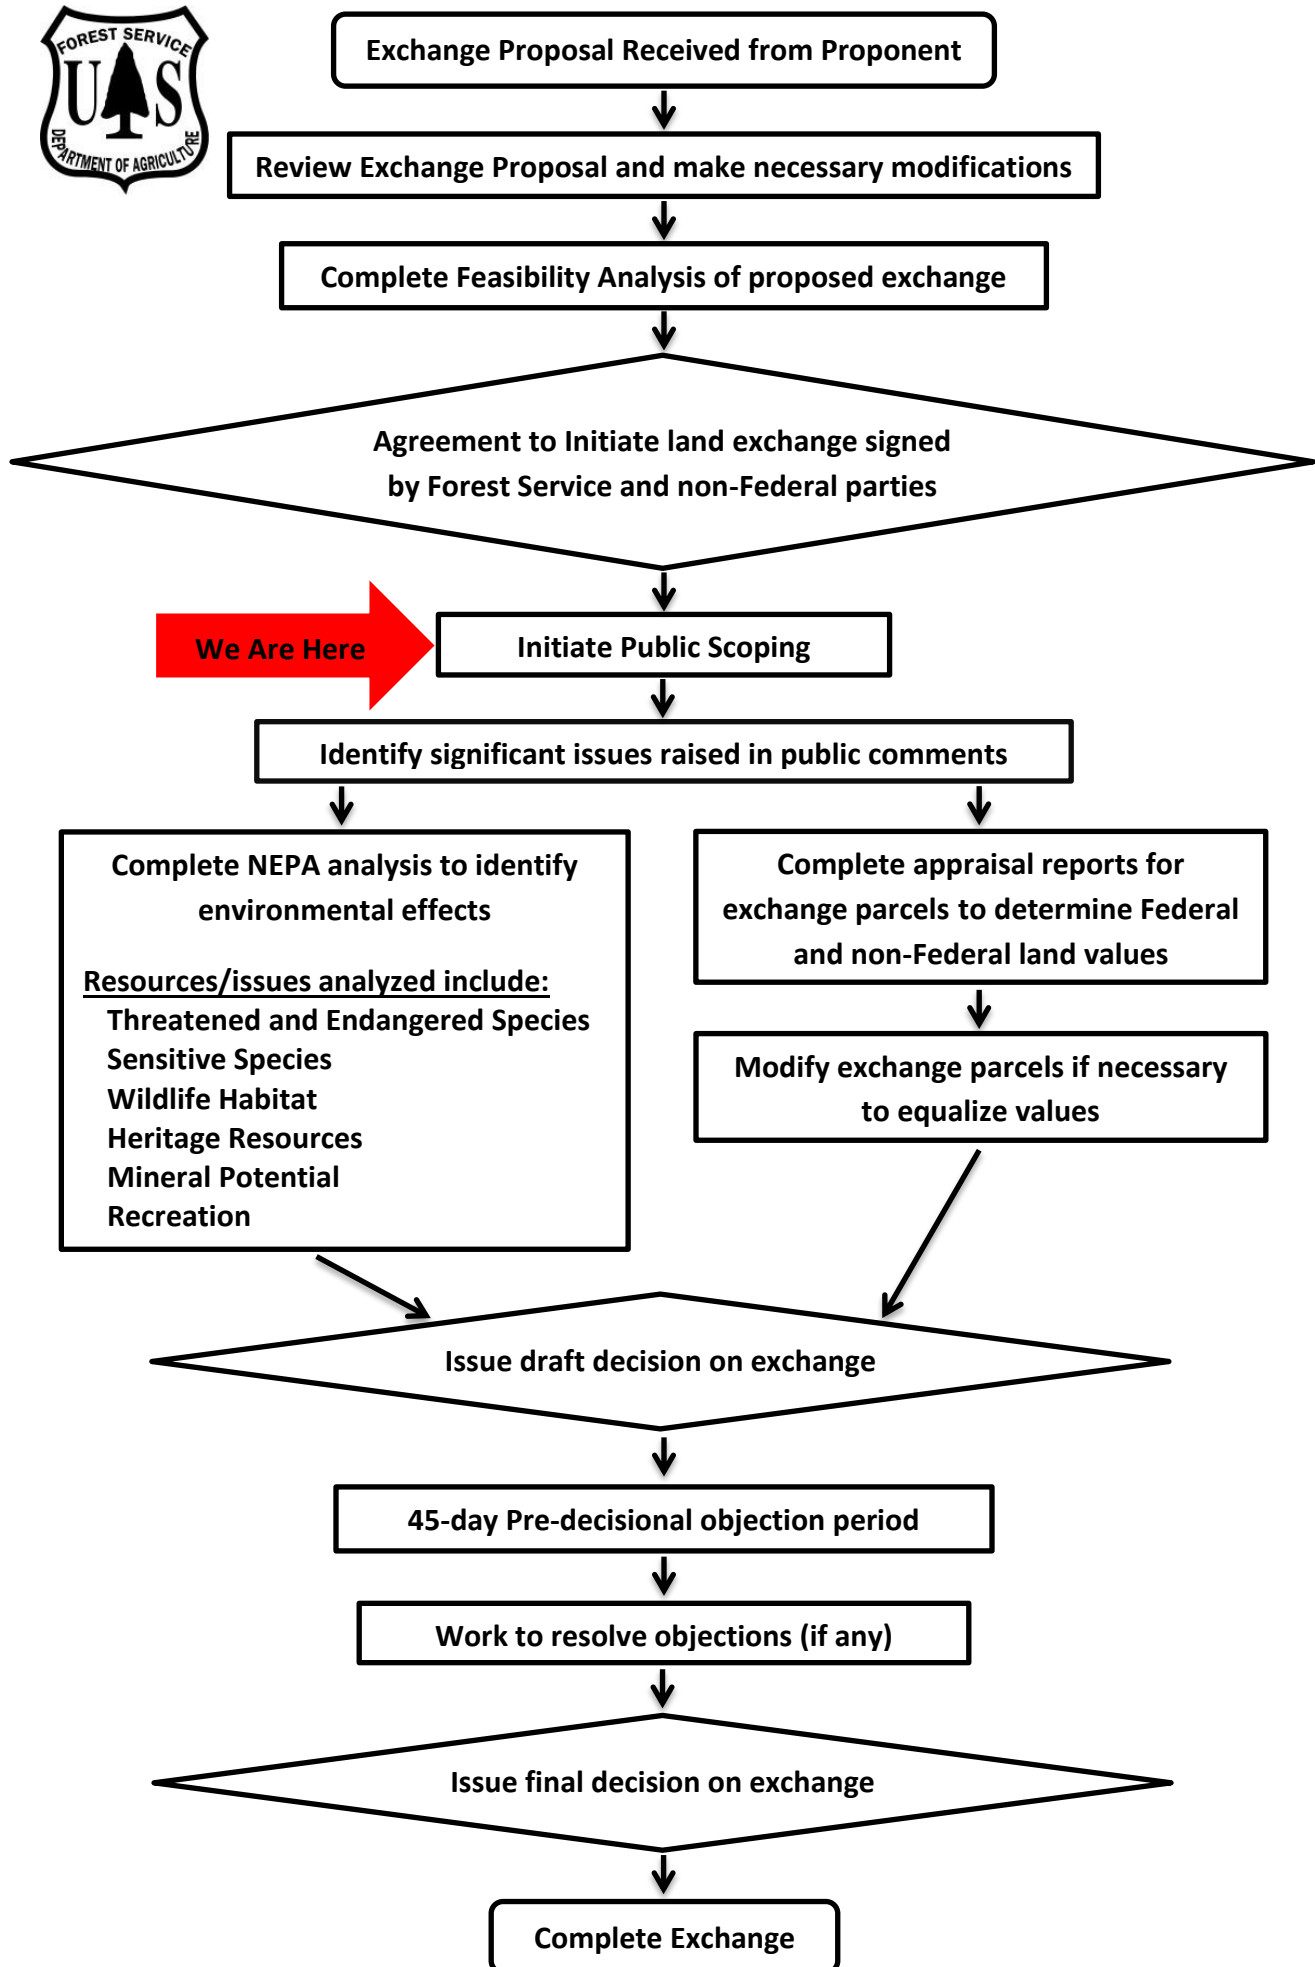 FOREST SERVICE
U S
DEPARTMENT OF AGRICULTURE
Exchange Proposal Received from Proponent
Review Exchange Proposal and make necessary modifications
Complete Feasibility Analysis of proposed exchange
Agreement to Initiate land exchange signed
by Forest Service and non-Federal parties
We Are Here
Initiate Public Scoping
Identify significant issues raised in public comments
Complete NEPA analysis to identify
environmental effects
Resources/issues analyzed include:
Threatened and Endangered Species
Sensitive Species
Wildlife Habitat
Heritage Resources
Mineral Potential
Recreation
Complete appraisal reports for
exchange parcels to determine Federal
and non-Federal land values
Modify exchange parcels if necessary
to equalize values
Issue draft decision on exchange
45-day Pre-decisional objection period
Work to resolve objections (if any)
Issue final decision on exchange
Complete Exchange